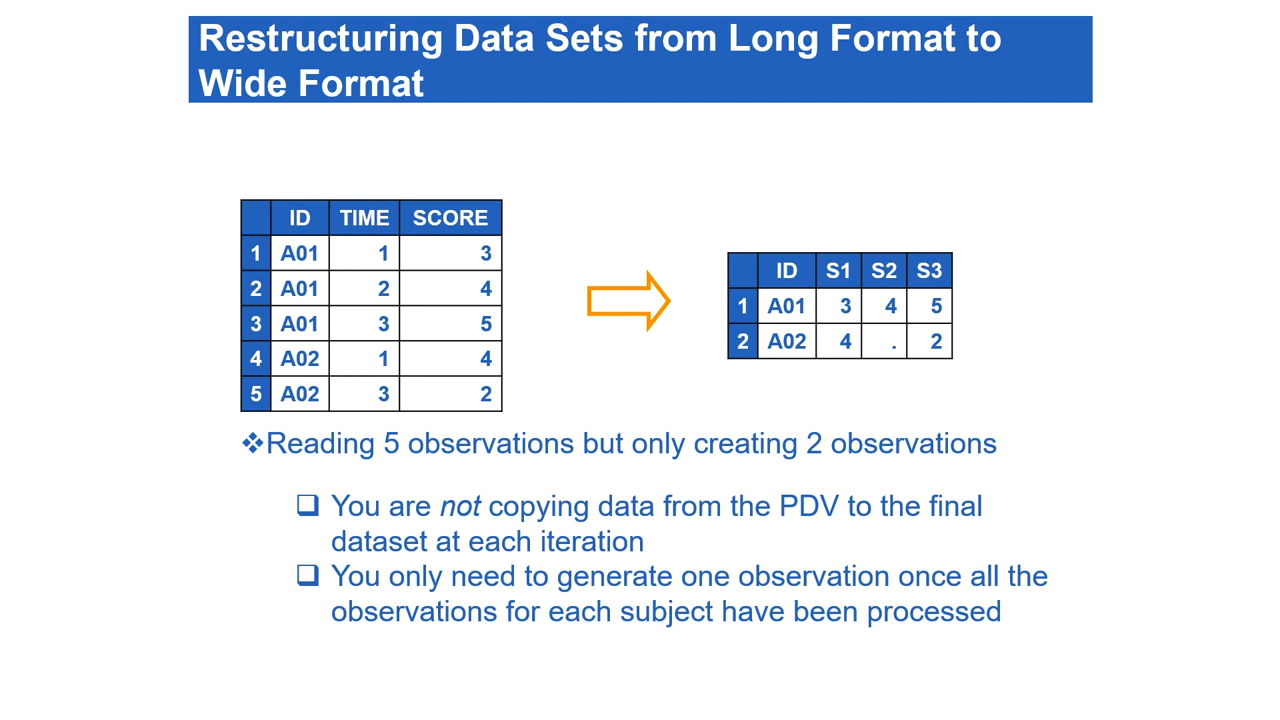 Restructuring Data Sets from Long Format to
Wide Format
ID TIME SCORE
1 A01 1 3
2 A01 2 4
3 A01 3 5
4 A02 1 4
5 A02 3 2
ID S1 S2 S3
1 A01 3 4 5
2 A02 4 . 2
❖Reading 5 observations but only creating 2 observations
❑ You are not copying data from the PDV to the final
dataset at each iteration
❑ You only need to generate one observation once all the
observations for each subject have been processed